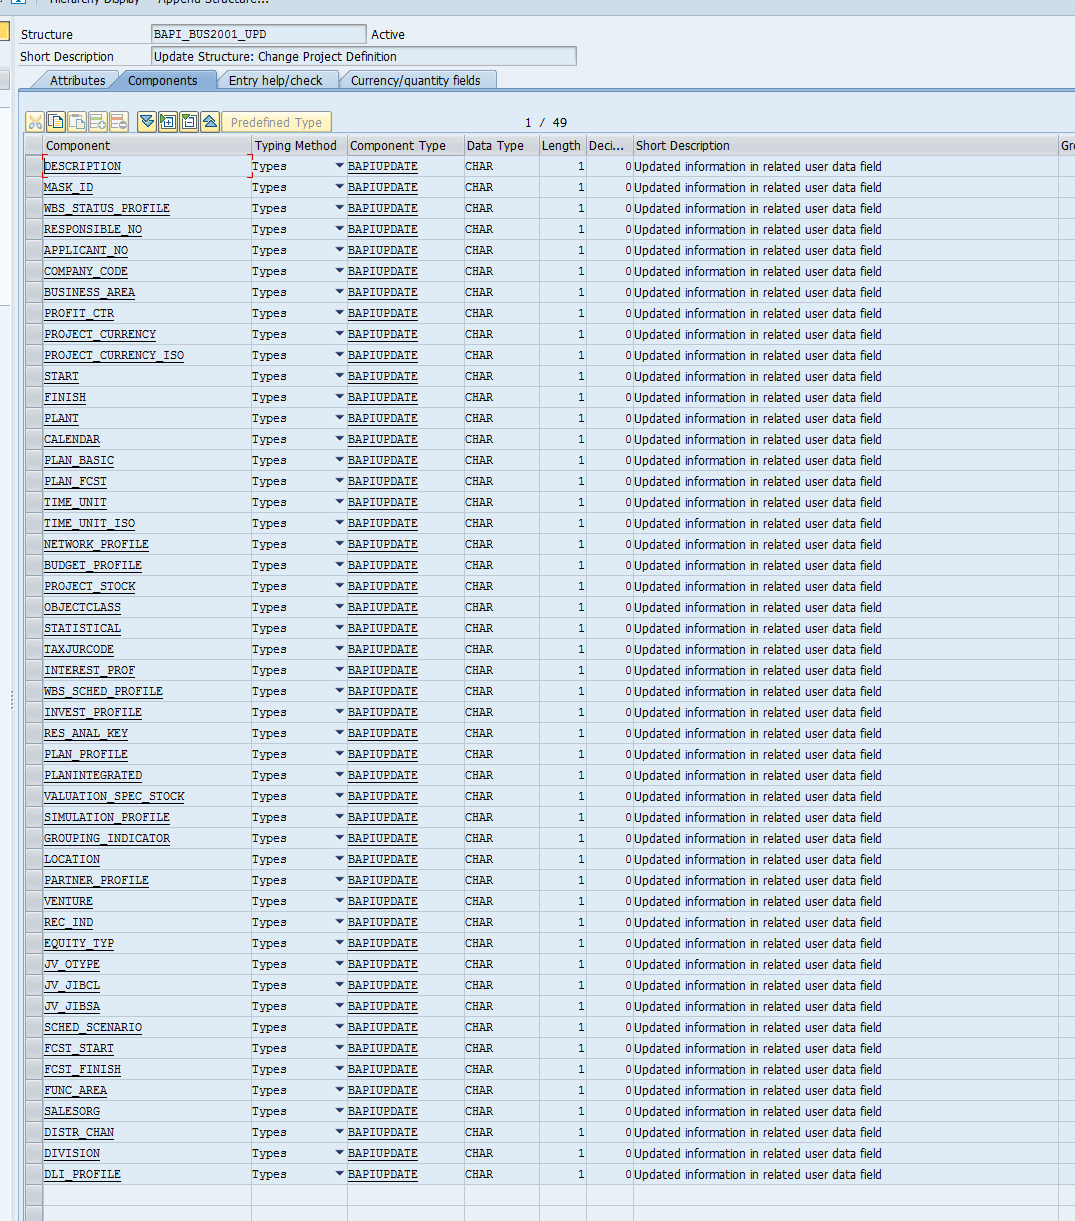 Hierarchy Display Append Structure...
Structure BAPI_BUS2001_UPD Active
Short Description Update Structure: Change Project Definition
Attributes Components Entry help/check Currency/quantity fields
Predefined Type 1 / 49
Component Typing Method Component Type Data Type Length Deci... Short Description
DESCRIPTION Types BAPIUPDATE CHAR 1 0 Updated information in related user data field
MASK_ID Types BAPIUPDATE CHAR 1 0 Updated information in related user data field
WBS_STATUS_PROFILE Types BAPIUPDATE CHAR 1 0 Updated information in related user data field
RESPONSIBLE_NO Types BAPIUPDATE CHAR 1 0 Updated information in related user data field
APPLICANT_NO Types BAPIUPDATE CHAR 1 0 Updated information in related user data field
COMPANY_CODE Types BAPIUPDATE CHAR 1 0 Updated information in related user data field
BUSINESS_AREA Types BAPIUPDATE CHAR 1 0 Updated information in related user data field
PROFIT_CTR Types BAPIUPDATE CHAR 1 0 Updated information in related user data field
PROJECT_CURRENCY Types BAPIUPDATE CHAR 1 0 Updated information in related user data field
PROJECT_CURRENCY_ISO Types BAPIUPDATE CHAR 1 0 Updated information in related user data field
START Types BAPIUPDATE CHAR 1 0 Updated information in related user data field
FINISH Types BAPIUPDATE CHAR 1 0 Updated information in related user data field
PLANT Types BAPIUPDATE CHAR 1 0 Updated information in related user data field
CALENDAR Types BAPIUPDATE CHAR 1 0 Updated information in related user data field
PLAN_BASIC Types BAPIUPDATE CHAR 1 0 Updated information in related user data field
PLAN_FCST Types BAPIUPDATE CHAR 1 0 Updated information in related user data field
TIME_UNIT Types BAPIUPDATE CHAR 1 0 Updated information in related user data field
TIME_UNIT_ISO Types BAPIUPDATE CHAR 1 0 Updated information in related user data field
NETWORK_PROFILE Types BAPIUPDATE CHAR 1 0 Updated information in related user data field
BUDGET_PROFILE Types BAPIUPDATE CHAR 1 0 Updated information in related user data field
PROJECT_STOCK Types BAPIUPDATE CHAR 1 0 Updated information in related user data field
OBJECTCLASS Types BAPIUPDATE CHAR 1 0 Updated information in related user data field
STATISTICAL Types BAPIUPDATE CHAR 1 0 Updated information in related user data field
TAXJURCODE Types BAPIUPDATE CHAR 1 0 Updated information in related user data field
INTEREST_PROF Types BAPIUPDATE CHAR 1 0 Updated information in related user data field
WBS_SCHED_PROFILE Types BAPIUPDATE CHAR 1 0 Updated information in related user data field
INVEST_PROFILE Types BAPIUPDATE CHAR 1 0 Updated information in related user data field
RES_ANAL_KEY Types BAPIUPDATE CHAR 1 0 Updated information in related user data field
PLAN_PROFILE Types BAPIUPDATE CHAR 1 0 Updated information in related user data field
PLANINTEGRATED Types BAPIUPDATE CHAR 1 0 Updated information in related user data field
VALUATION_SPEC_STOCK Types BAPIUPDATE CHAR 1 0 Updated information in related user data field
SIMULATION_PROFILE Types BAPIUPDATE CHAR 1 0 Updated information in related user data field
GROUPING_INDICATOR Types BAPIUPDATE CHAR 1 0 Updated information in related user data field
LOCATION Types BAPIUPDATE CHAR 1 0 Updated information in related user data field
PARTNER_PROFILE Types BAPIUPDATE CHAR 1 0 Updated information in related user data field
VENTURE Types BAPIUPDATE CHAR 1 0 Updated information in related user data field
REC_IND Types BAPIUPDATE CHAR 1 0 Updated information in related user data field
EQUITY_TYP Types BAPIUPDATE CHAR 1 0 Updated information in related user data field
JV_OTYPE Types BAPIUPDATE CHAR 1 0 Updated information in related user data field
JV_JIBCL Types BAPIUPDATE CHAR 1 0 Updated information in related user data field
JV_JIBSA Types BAPIUPDATE CHAR 1 0 Updated information in related user data field
SCHED_SCENARIO Types BAPIUPDATE CHAR 1 0 Updated information in related user data field
FCST_START Types BAPIUPDATE CHAR 1 0 Updated information in related user data field
FCST_FINISH Types BAPIUPDATE CHAR 1 0 Updated information in related user data field
FUNC_AREA Types BAPIUPDATE CHAR 1 0 Updated information in related user data field
SALESORG Types BAPIUPDATE CHAR 1 0 Updated information in related user data field
DISTR_CHAN Types BAPIUPDATE CHAR 1 0 Updated information in related user data field
DIVISION Types BAPIUPDATE CHAR 1 0 Updated information in related user data field
DLI_PROFILE Types BAPIUPDATE CHAR 1 0 Updated information in related user data field